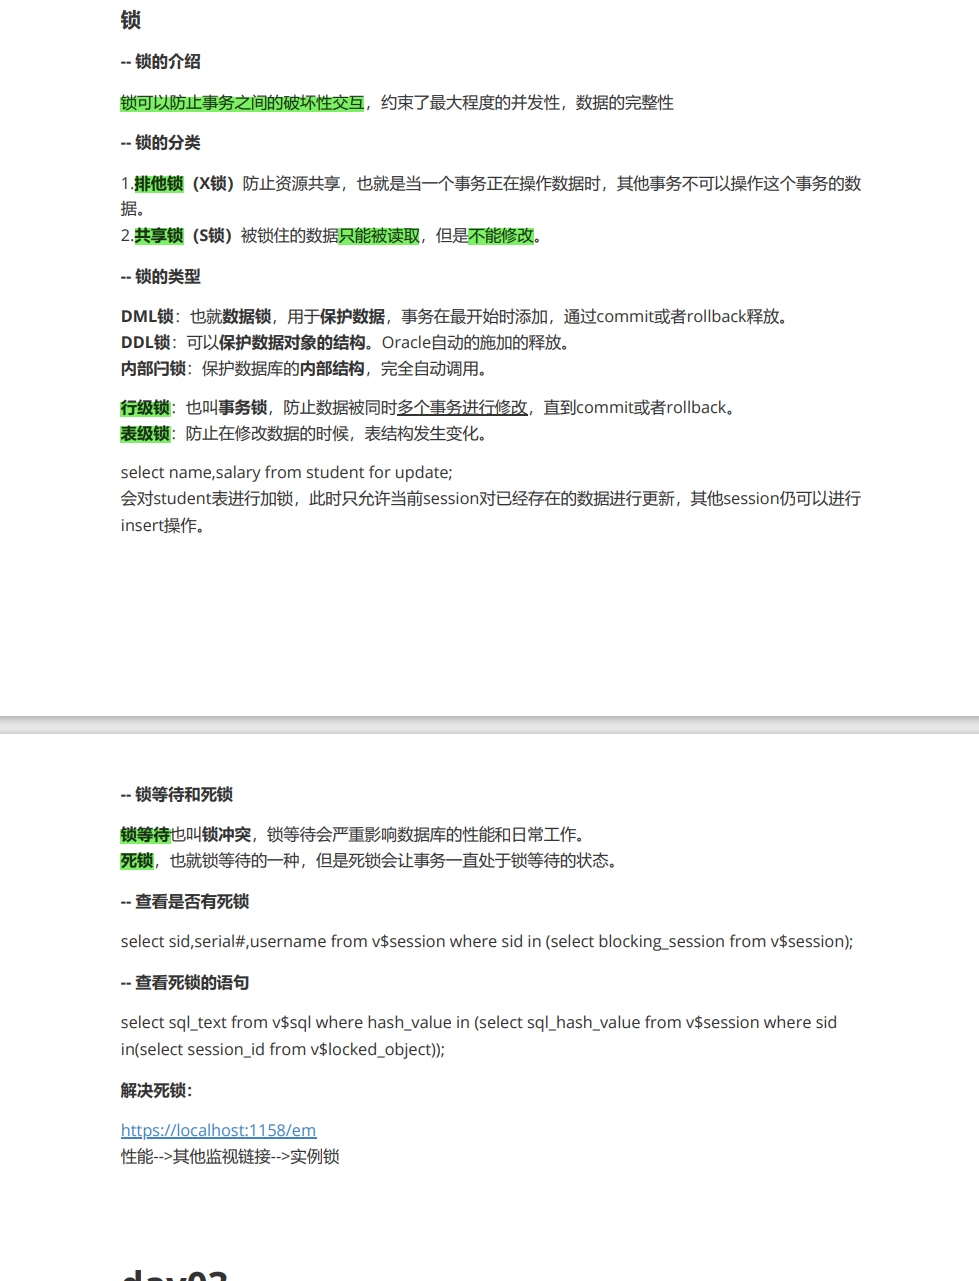 锁
-- 锁的介绍
锁可以防止事务之间的破坏性交互，约束了最大程度的并发性，数据的完整性
-- 锁的分类
1.排他锁（X锁）防止资源共享，也就是当一个事务正在操作数据时，其他事务不可以操作这个事务的数
据。
2.共享锁（S锁）被锁住的数据只能被读取，但是不能修改。
-- 锁的类型
DML锁：也就数据锁，用于保护数据，事务在最开始时添加，通过commit或者rollback释放。
DDL锁：可以保护数据对象的结构。Oracle自动的施加的释放。
内部闩锁：保护数据库的内部结构，完全自动调用。
行级锁：也叫事务锁，防止数据被同时多个事务进行修改，直到commit或者rollback。
表级锁：防止在修改数据的时候，表结构发生变化。
select name,salary from student for update;
会对student表进行加锁，此时只允许当前session对已经存在的数据进行更新，其他session仍可以进行
insert操作。
-- 锁等待和死锁
锁等待也叫锁冲突，锁等待会严重影响数据库的性能和日常工作。
死锁，也就锁等待的一种，但是死锁会让事务一直处于锁等待的状态。
-- 查看是否有死锁
select sid,serial#,username from v$session where sid in (select blocking_session from v$session);
-- 查看死锁的语句
select sql_text from v$sql where hash_value in (select sql_hash_value from v$session where sid
in(select session_id from v$locked_object));
解决死锁：
https://localhost:1158/em
性能-->其他监视链接-->实例锁
day03